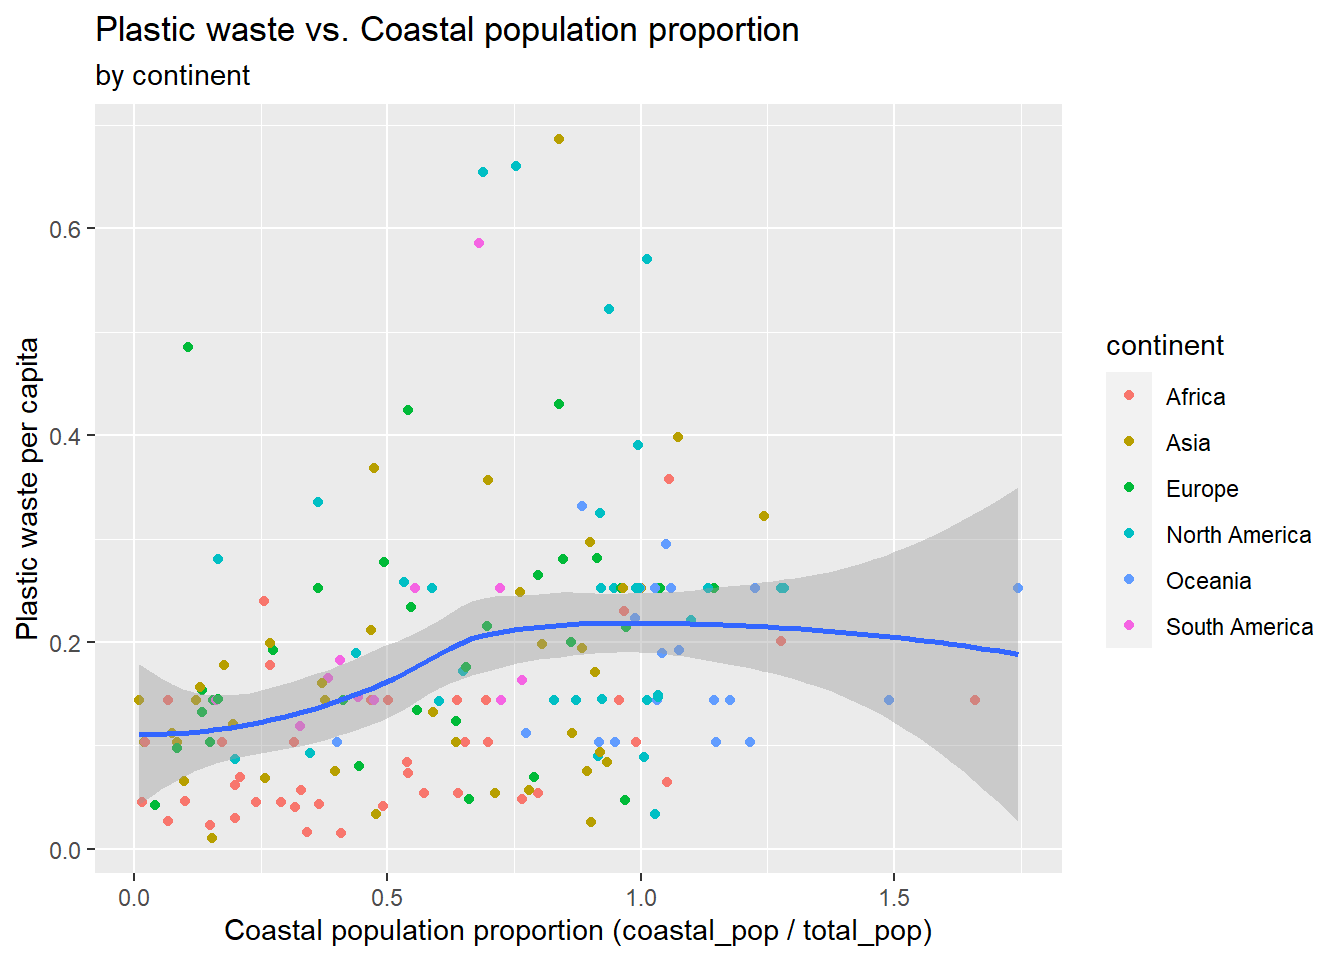 Plastic waste vs. Coastal population proportion
by continent
Plastic waste per capita
0.6
0.4
0.2
0.0
0.0 0.5 1.0 1.5
Coastal population proportion (coastal_pop / total_pop)
continent
Africa
Asia
Europe
North America
Oceania
South America